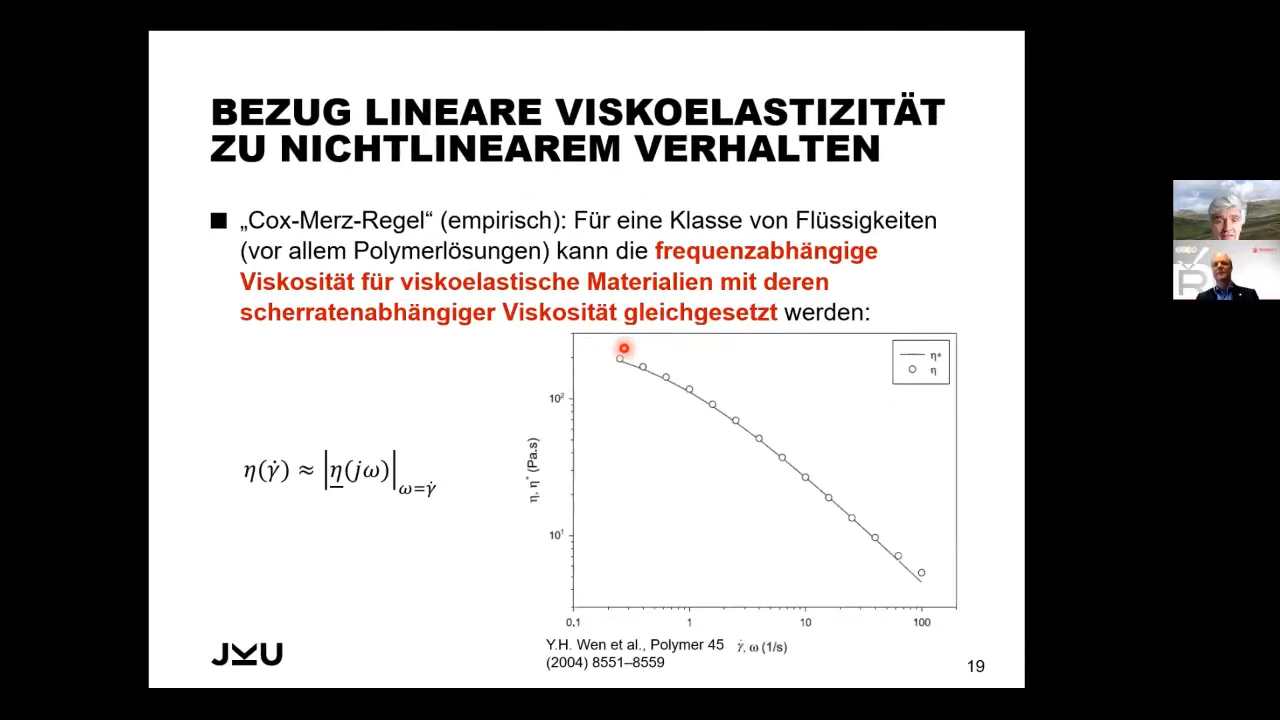 BEZUG LINEARE VISKOELASTIZITÄT
ZU NICHTLINEAREM VERHALTEN
■ „Cox-Merz-Regel“ (empirisch): Für eine Klasse von Flüssigkeiten
(vor allem Polymerlösungen) kann die frequenzabhängige
Viskosität für viskoelastische Materialien mit deren
scherratenabhängiger Viskosität gleichgesetzt werden:
η(γ̇) ≈ |η̲(jω)|_ω=γ̇
η*
η
10²
10¹
η, η* (Pa.s)
0.1 1 10 100
γ̇, ω (1/s)
Y.H. Wen et al., Polymer 45
(2004) 8551–8559
JKU
19